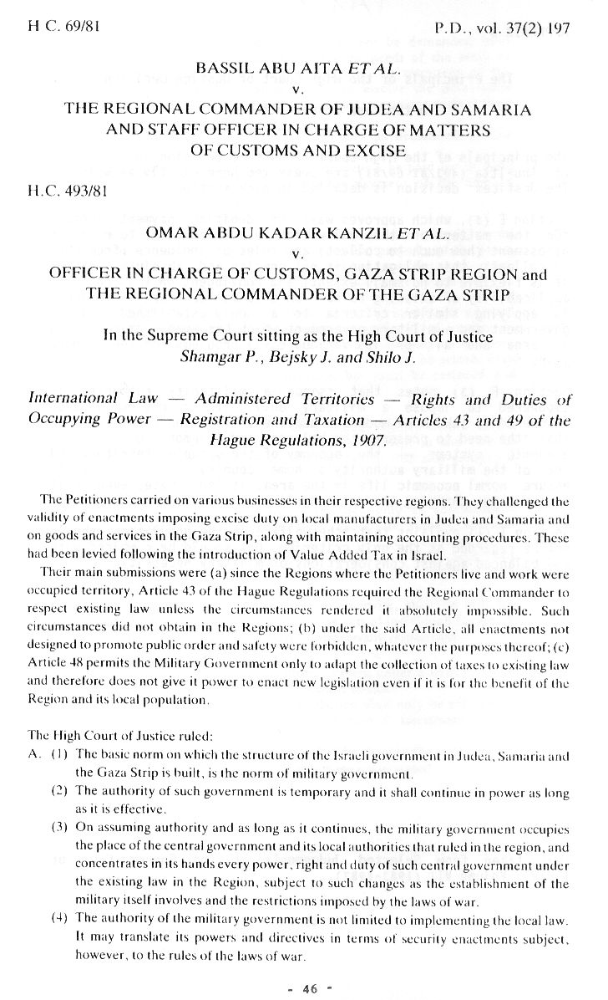 H C. 69/81 P.D., vol. 37(2) 197
BASSIL ABU AITA ET AL.
v.
THE REGIONAL COMMANDER OF JUDEA AND SAMARIA
AND STAFF OFFICER IN CHARGE OF MATTERS
OF CUSTOMS AND EXCISE
H.C. 493/81
OMAR ABDU KADAR KANZIL ET AL.
v.
OFFICER IN CHARGE OF CUSTOMS, GAZA STRIP REGION and
THE REGIONAL COMMANDER OF THE GAZA STRIP
In the Supreme Court sitting as the High Court of Justice
Shamgar P., Bejsky J. and Shilo J.
International Law — Administered Territories — Rights and Duties of
Occupying Power — Registration and Taxation — Articles 43 and 49 of the
Hague Regulations, 1907.
The Petitioners carried on various businesses in their respective regions. They challenged the
validity of enactments imposing excise duty on local manufacturers in Judea and Samaria and
on goods and services in the Gaza Strip, along with maintaining accounting procedures. These
had been levied following the introduction of Value Added Tax in Israel.
Their main submissions were (a) since the Regions where the Petitioners live and work were
occupied territory, Article 43 of the Hague Regulations required the Regional Commander to
respect existing law unless the circumstances rendered it absolutely impossible. Such
circumstances did not obtain in the Regions; (b) under the said Article, all enactments not
designed to promote public order and safety were forbidden, whatever the purposes thereof; (c)
Article 48 permits the Military Government only to adapt the collection of taxes to existing law
and therefore does not give it power to enact new legislation even if it is for the benefit of the
Region and its local population.
The High Court of Justice ruled:
A. (1) The basic norm on which the structure of the Israeli government in Judea, Samaria and
the Gaza Strip is built, is the norm of military government.
(2) The authority of such government is temporary and it shall continue in power as long
as it is effective.
(3) On assuming authority and as long as it continues, the military government occupies
the place of the central government and its local authorities that ruled in the region, and
concentrates in its hands every power, right and duty of such central government under
the existing law in the Region, subject to such changes as the establishment of the
military itself involves and the restrictions imposed by the laws of war.
(4) The authority of the military government is not limited to implementing the local law.
It may translate its powers and directives in terms of security enactments subject,
however, to the rules of the laws of war.
- 46 -